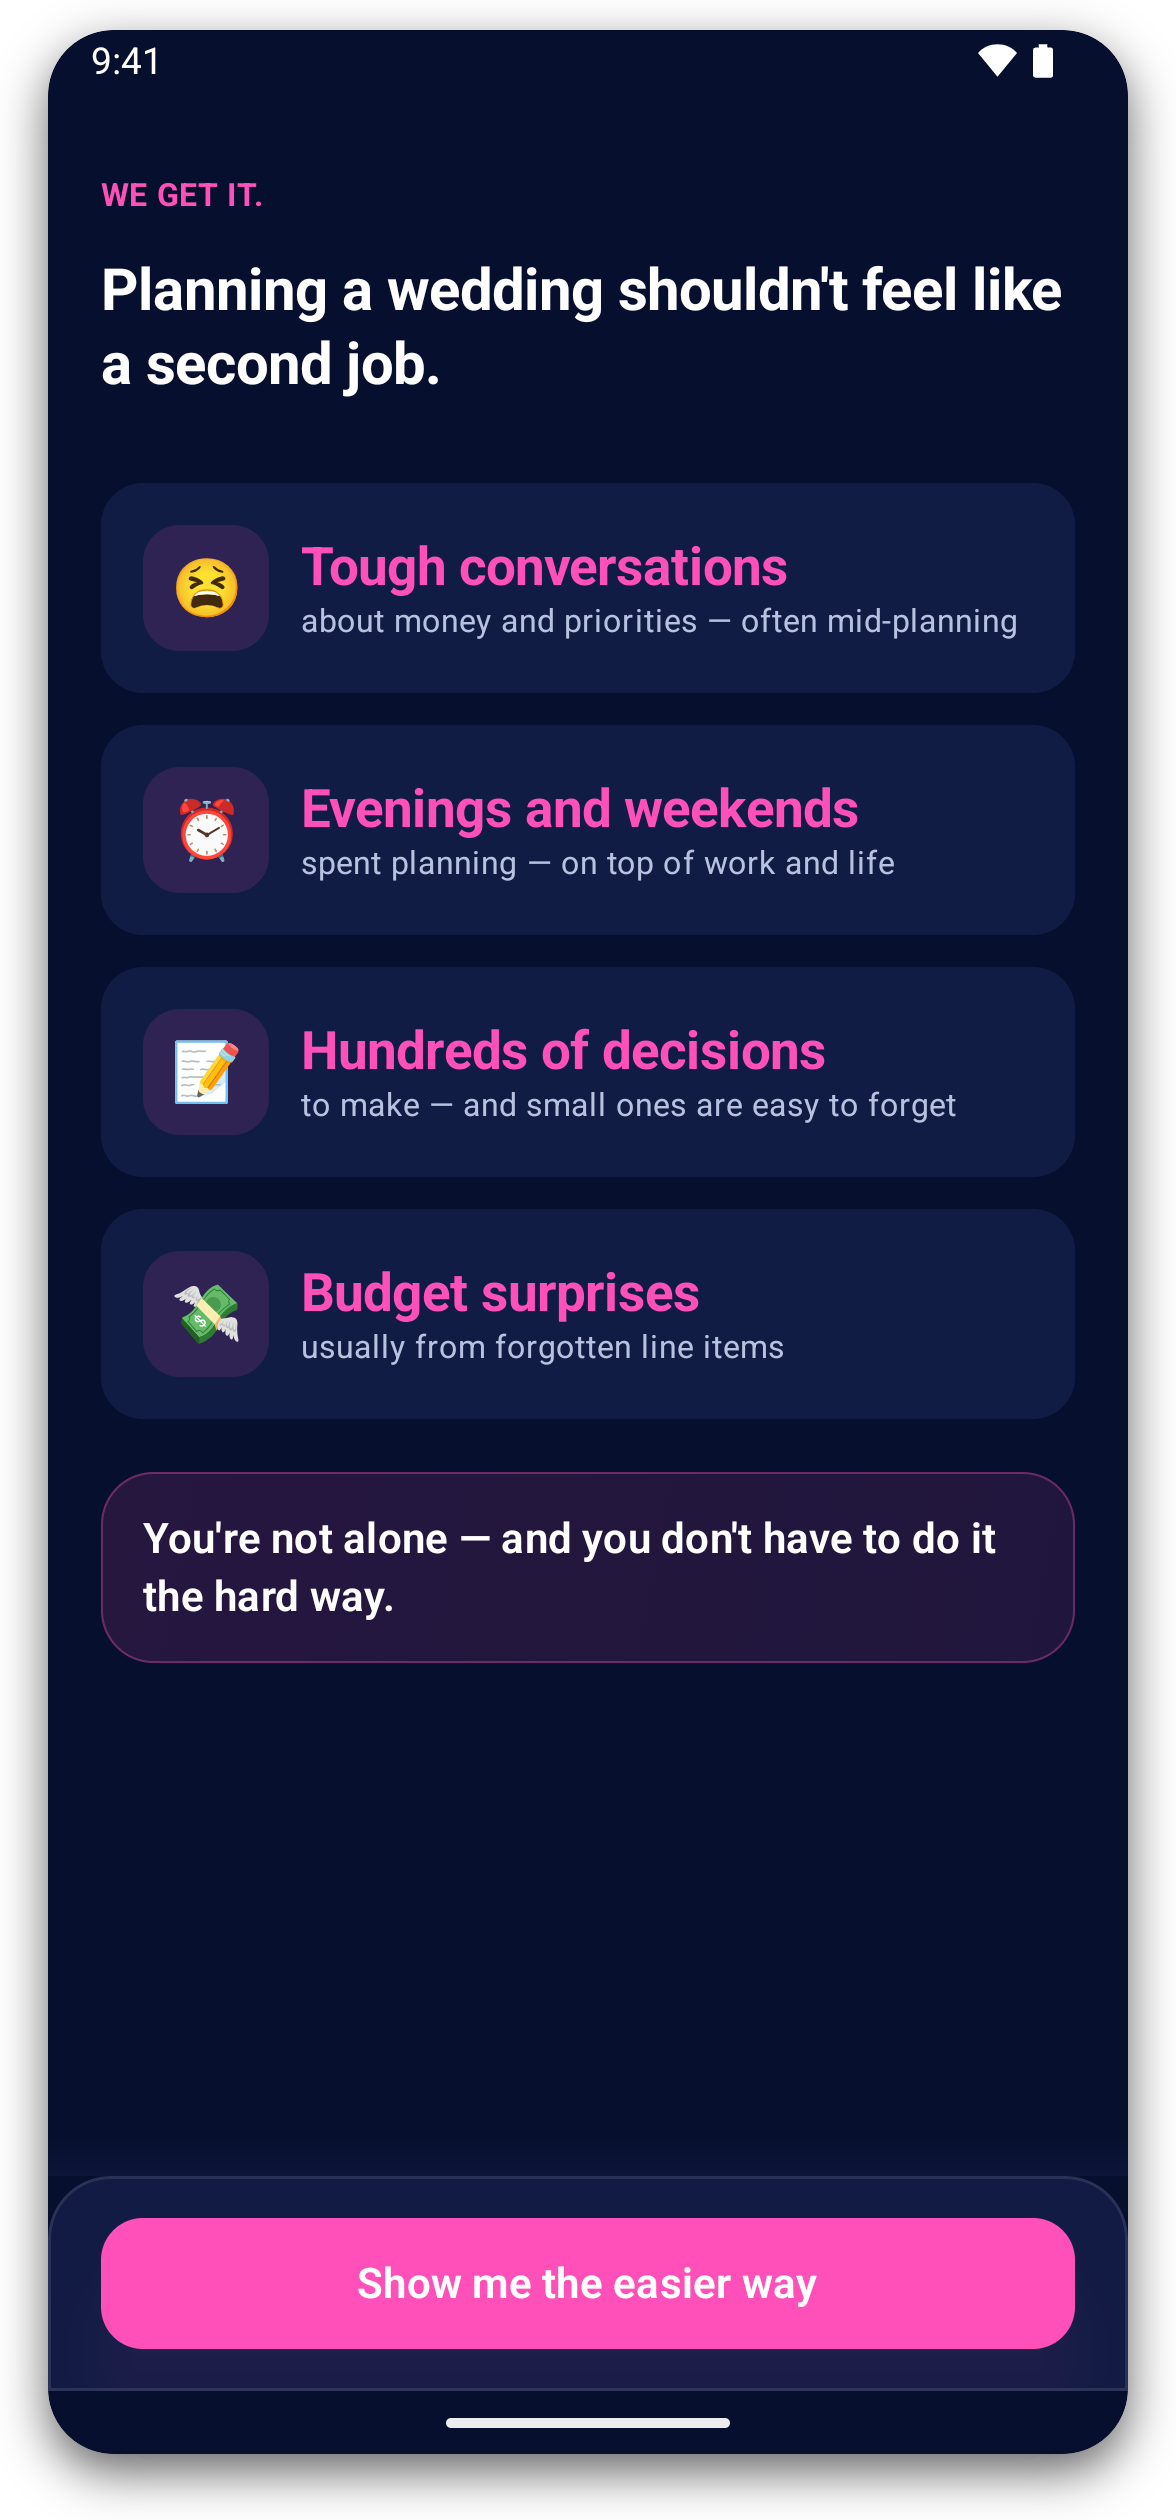 9:41
WE GET IT.
Planning a wedding shouldn't feel like
a second job.
Tough conversations
about money and priorities — often mid-planning
Evenings and weekends
spent planning — on top of work and life
Hundreds of decisions
to make — and small ones are easy to forget
Budget surprises
usually from forgotten line items
You're not alone — and you don't have to do it
the hard way.
Show me the easier way